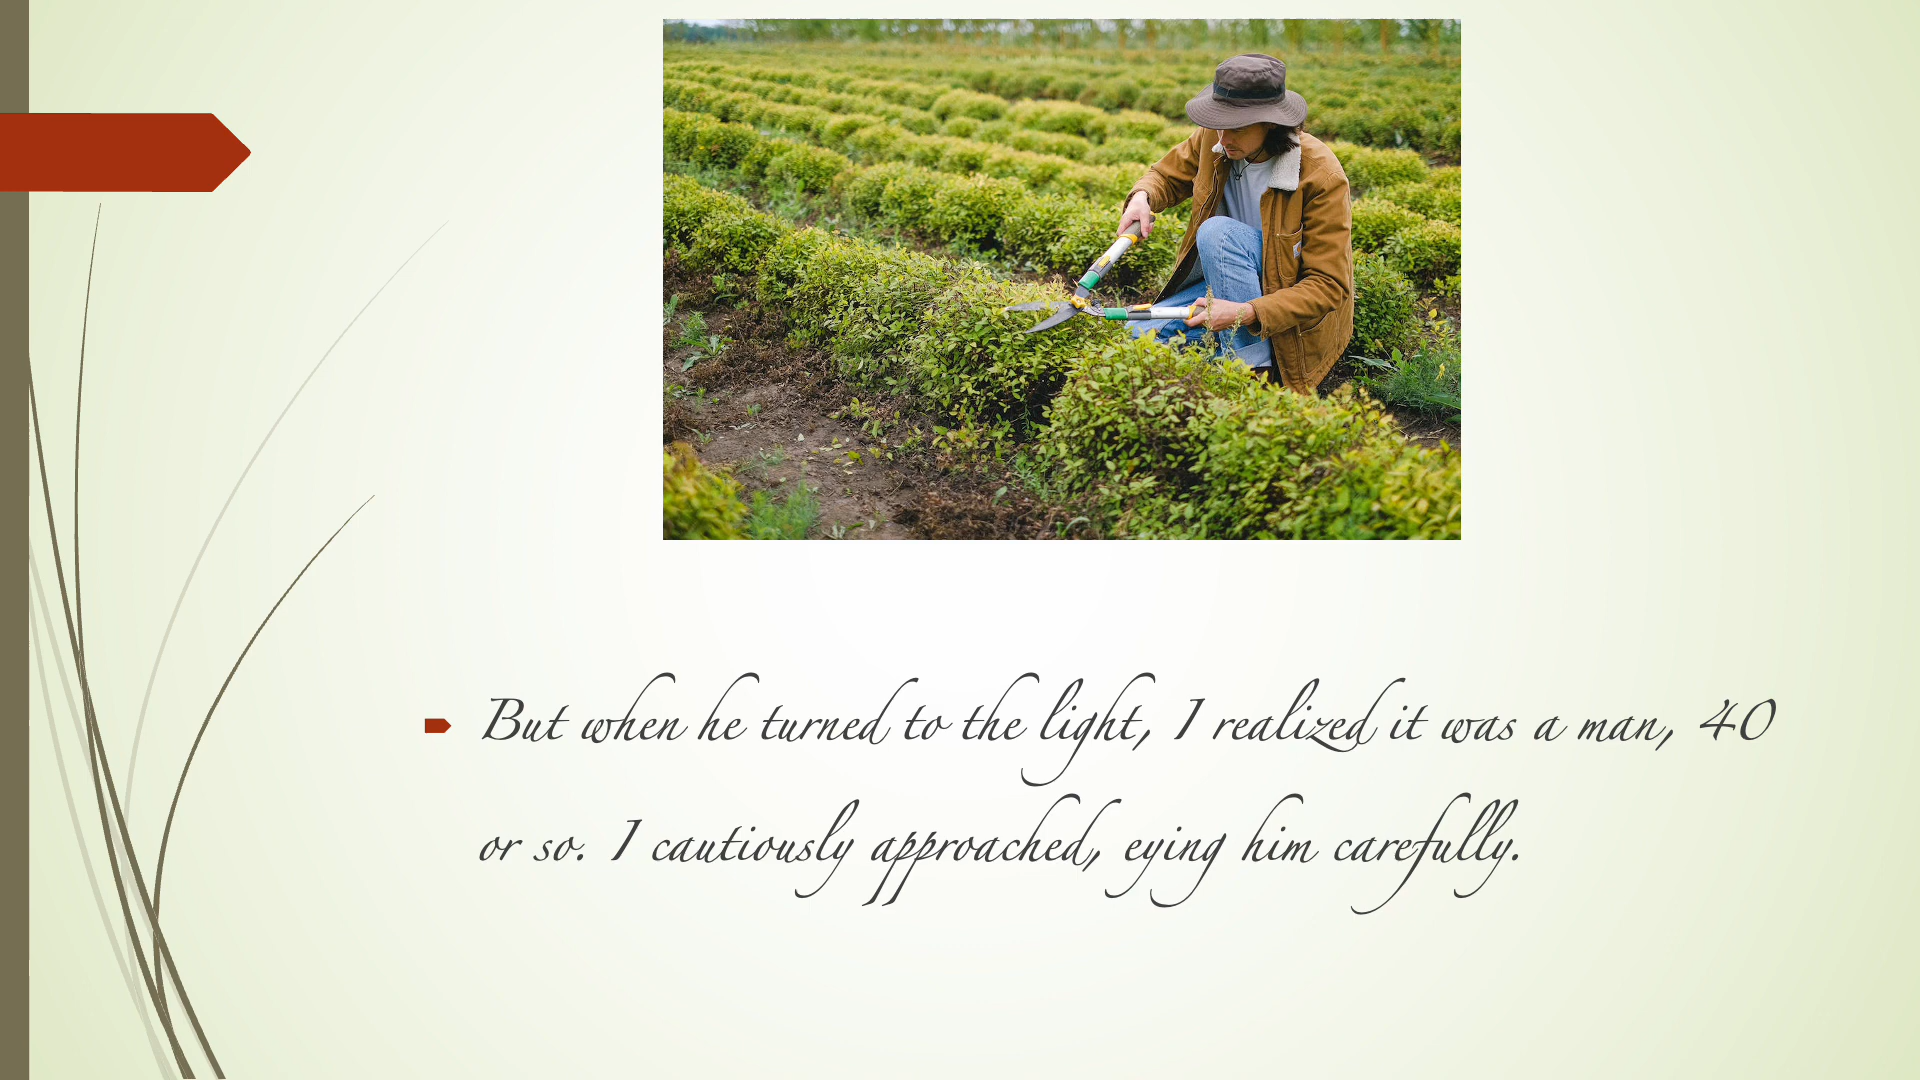 But when he turned to the light, I realized it was a man, 40
or so. I cautiously approached, eying him carefully.